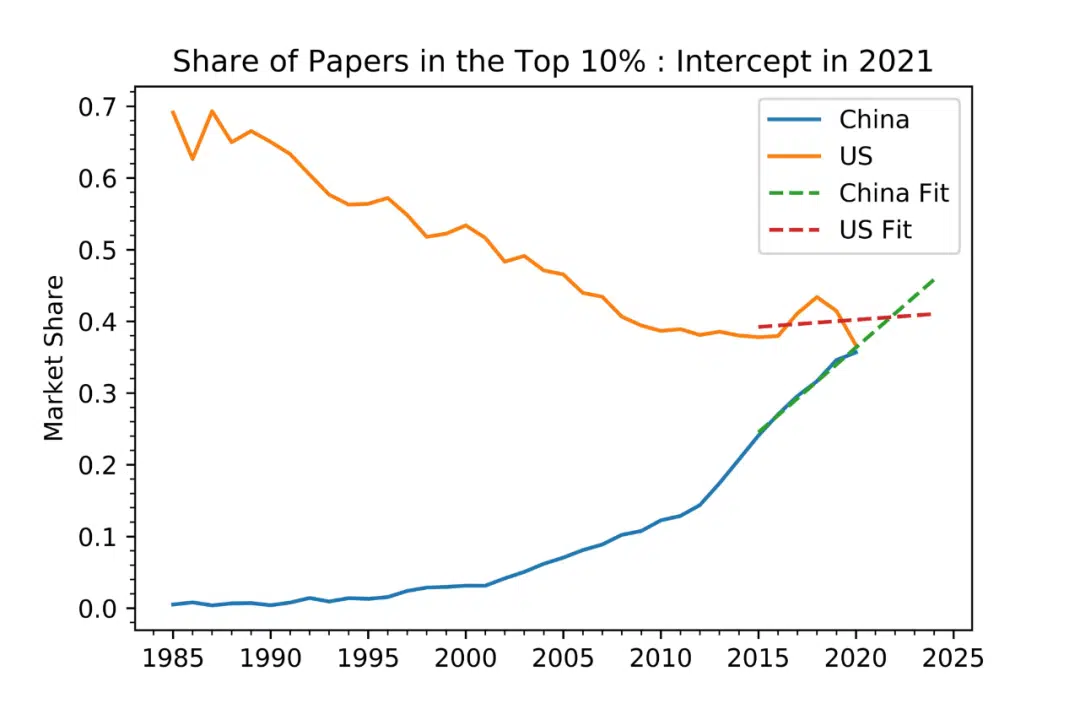 Share of Papers in the Top 10% : Intercept in 2021
China
US
China Fit
US Fit
Market Share
0.7
0.6
0.5
0.4
0.3
0.2
0.1
0.0
1985 1990 1995 2000 2005 2010 2015 2020 2025